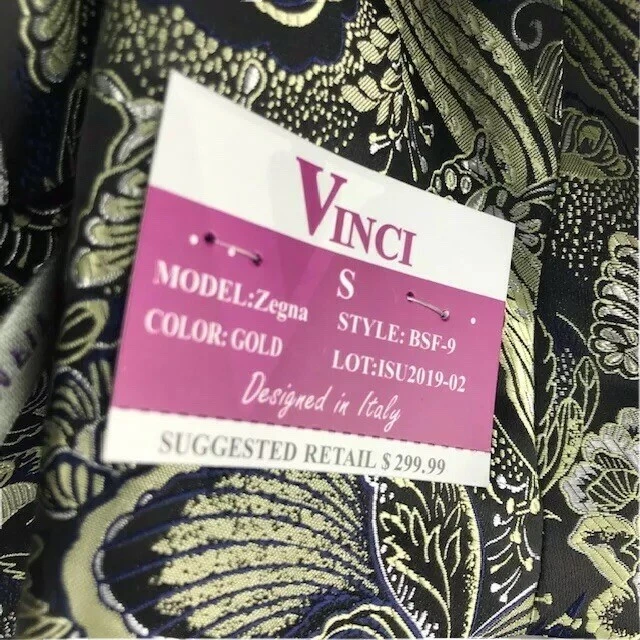 VINCI
S
MODEL:Zegna
STYLE: BSF-9
COLOR: GOLD
LOT:ISU2019-02
Designed in Italy
SUGGESTED RETAIL $ 299.99